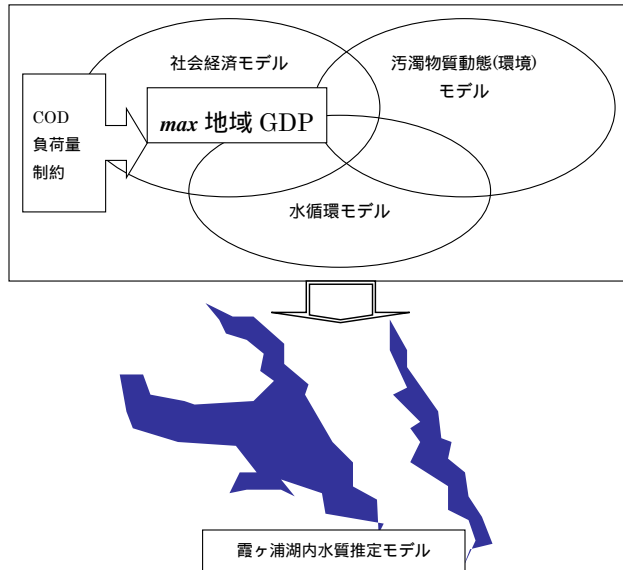 社会経済モデル
汚濁物質動態(環境)
モデル
COD
負荷量
制約
max 地域 GDP
水循環モデル
霞ヶ浦湖内水質推定モデル